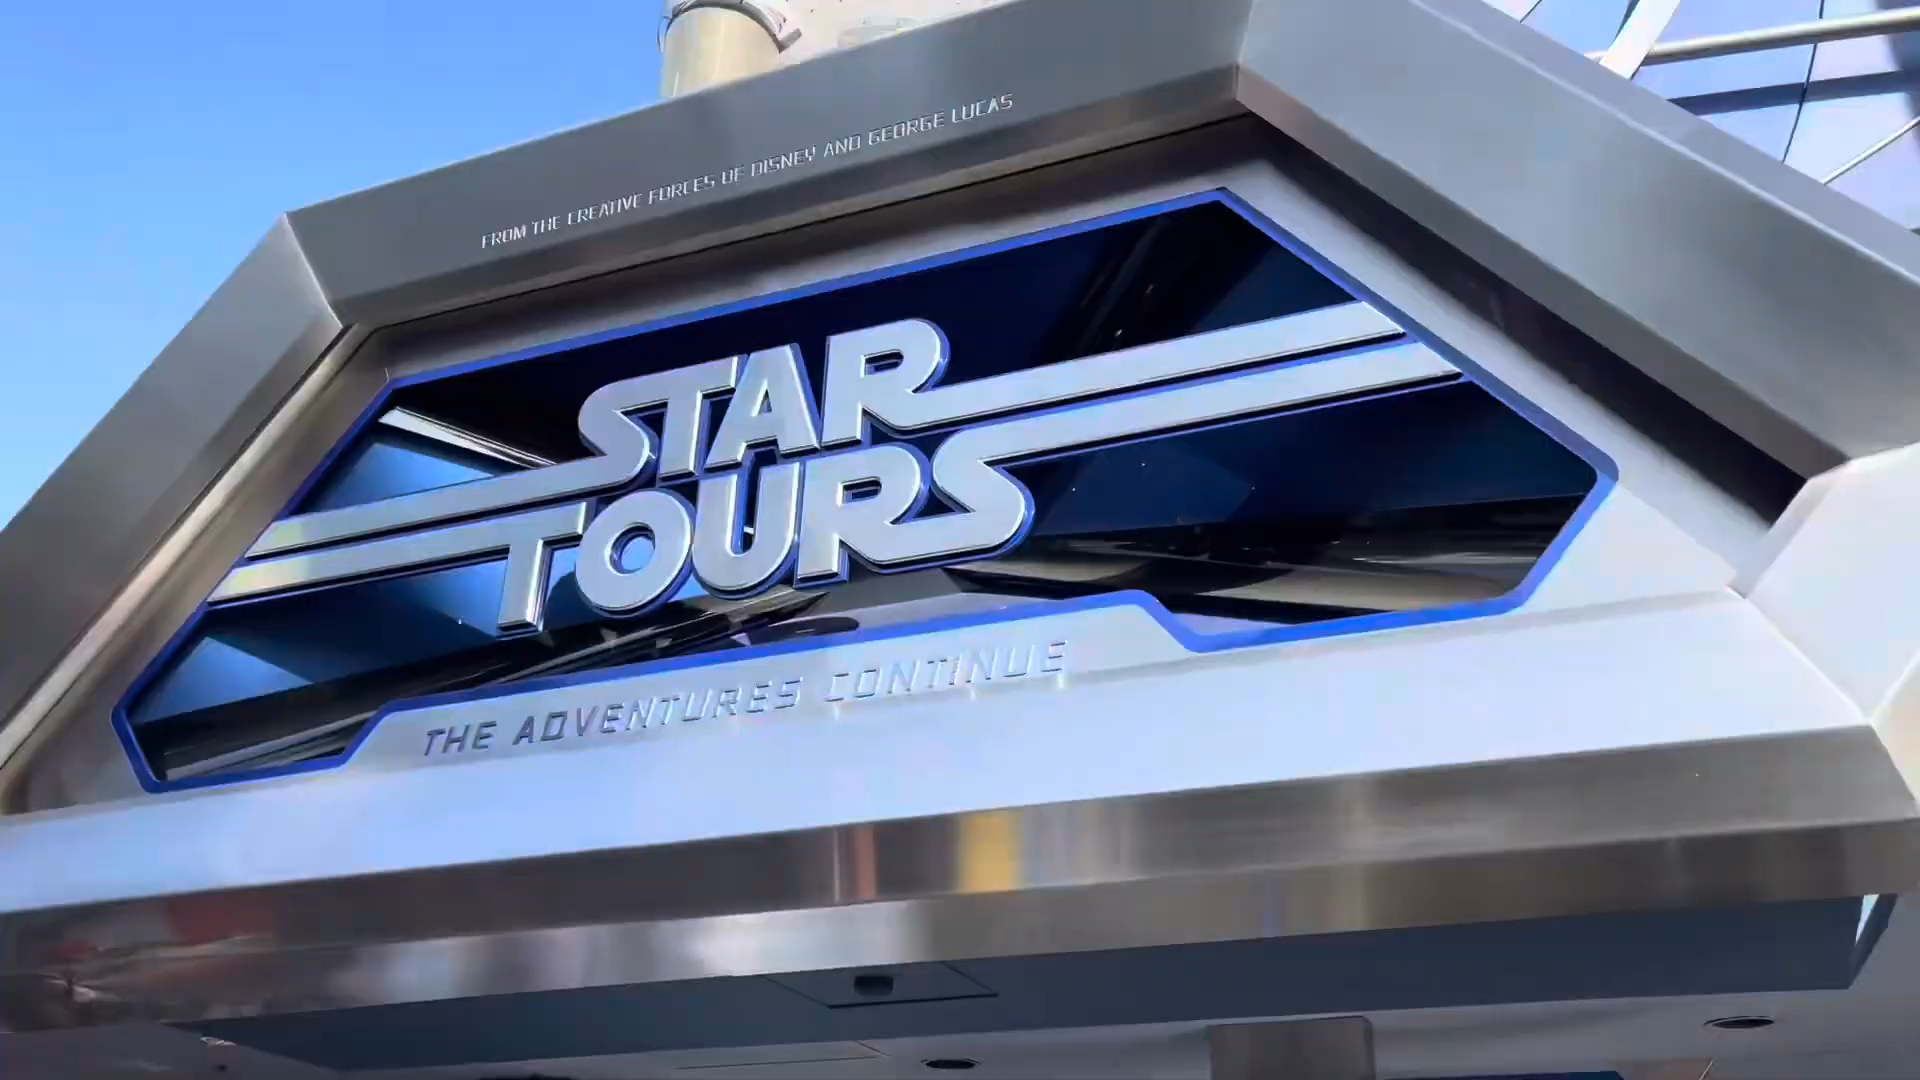 FROM THE CREATIVE FORCES OF DISNEY AND GEORGE LUCAS
STAR
TOURS
THE ADVENTURES CONTINUE